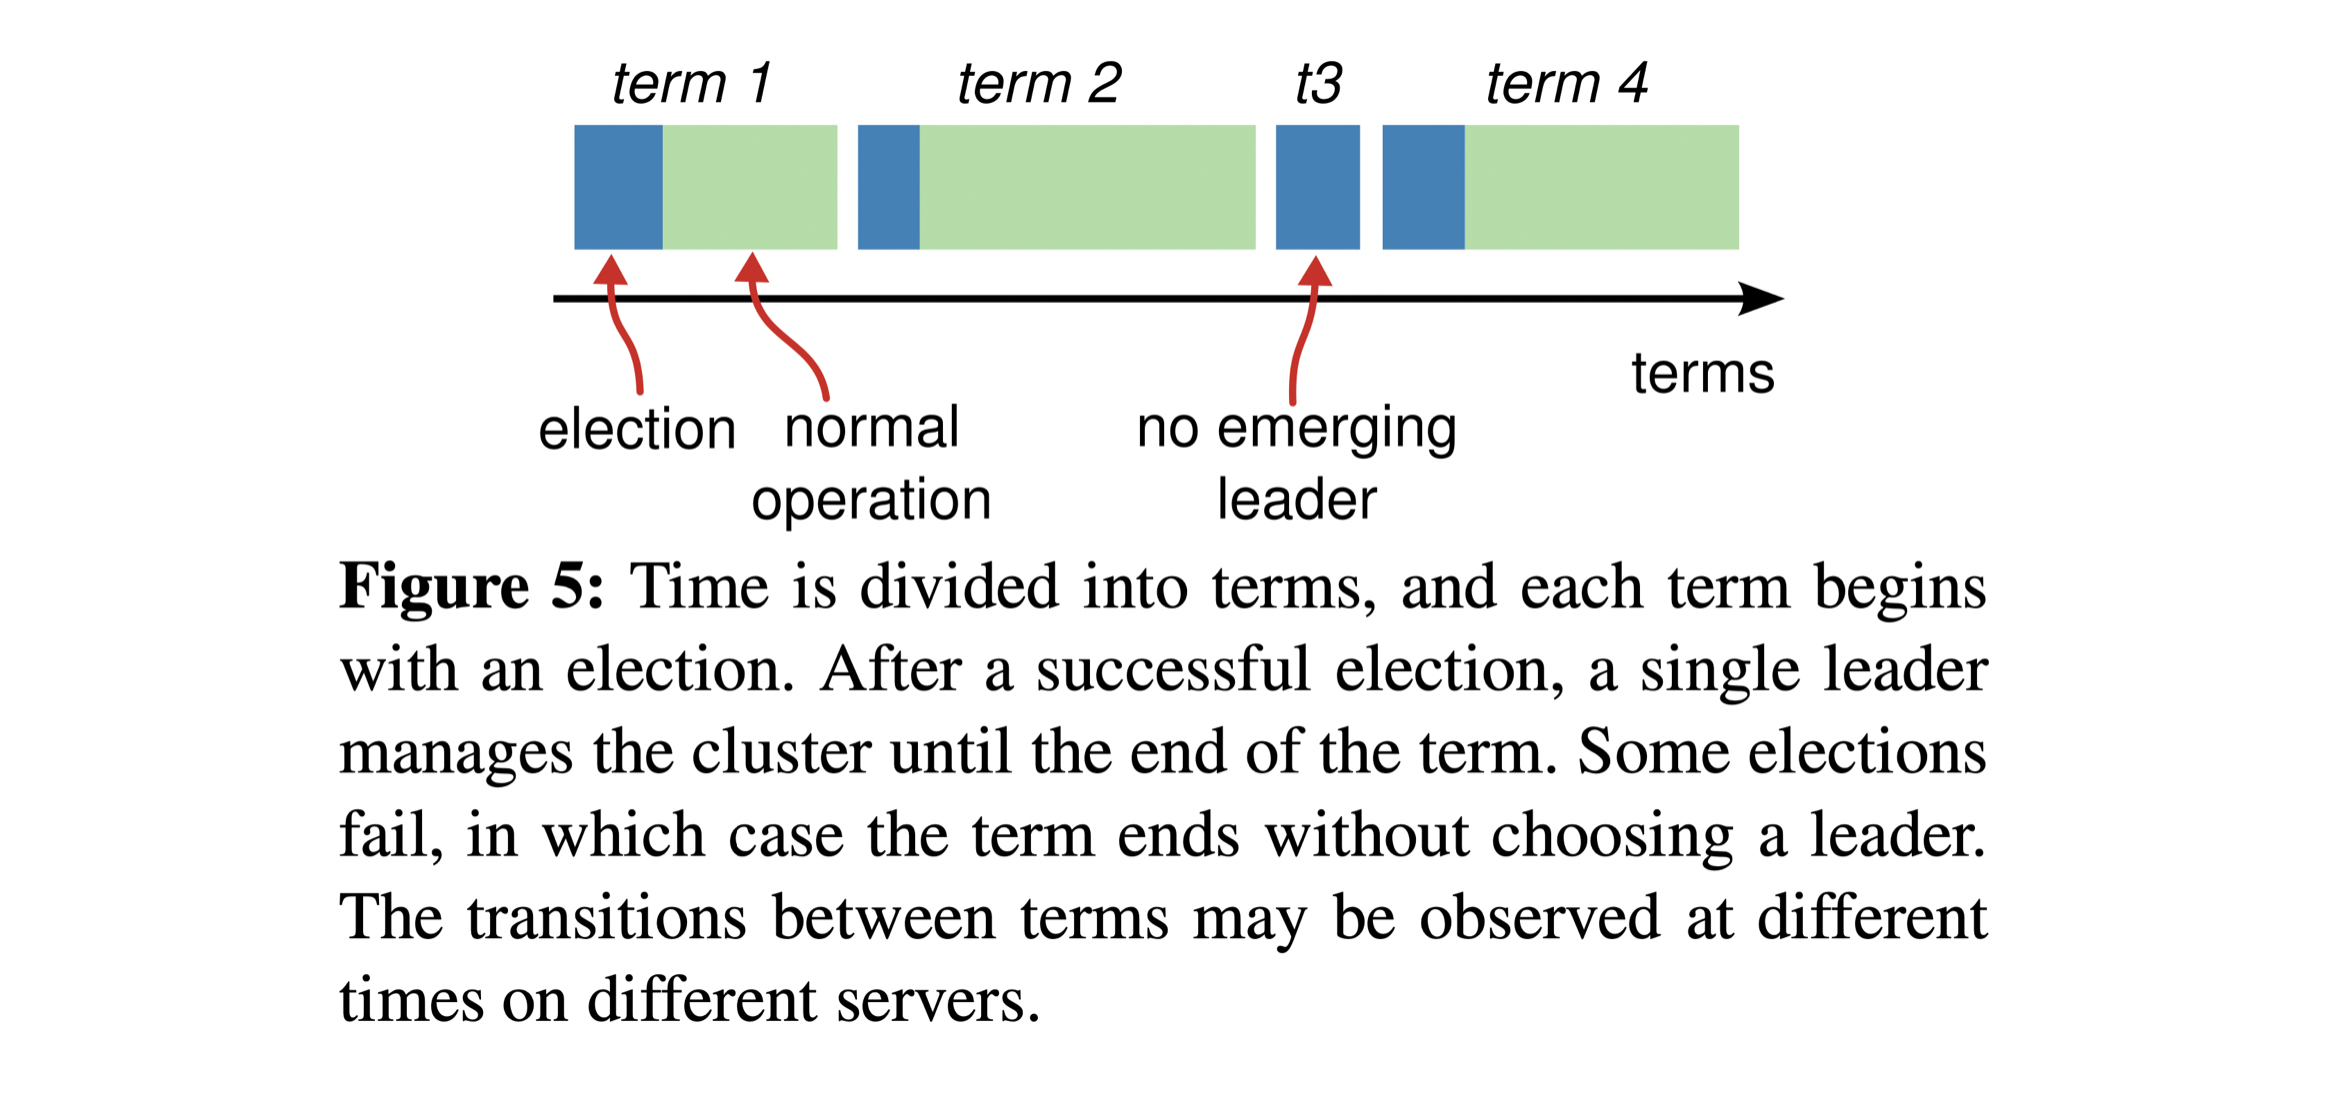 term 1 term 2 t3 term 4
terms
election normal no emerging
operation leader
Figure 5: Time is divided into terms, and each term begins
with an election. After a successful election, a single leader
manages the cluster until the end of the term. Some elections
fail, in which case the term ends without choosing a leader.
The transitions between terms may be observed at different
times on different servers.